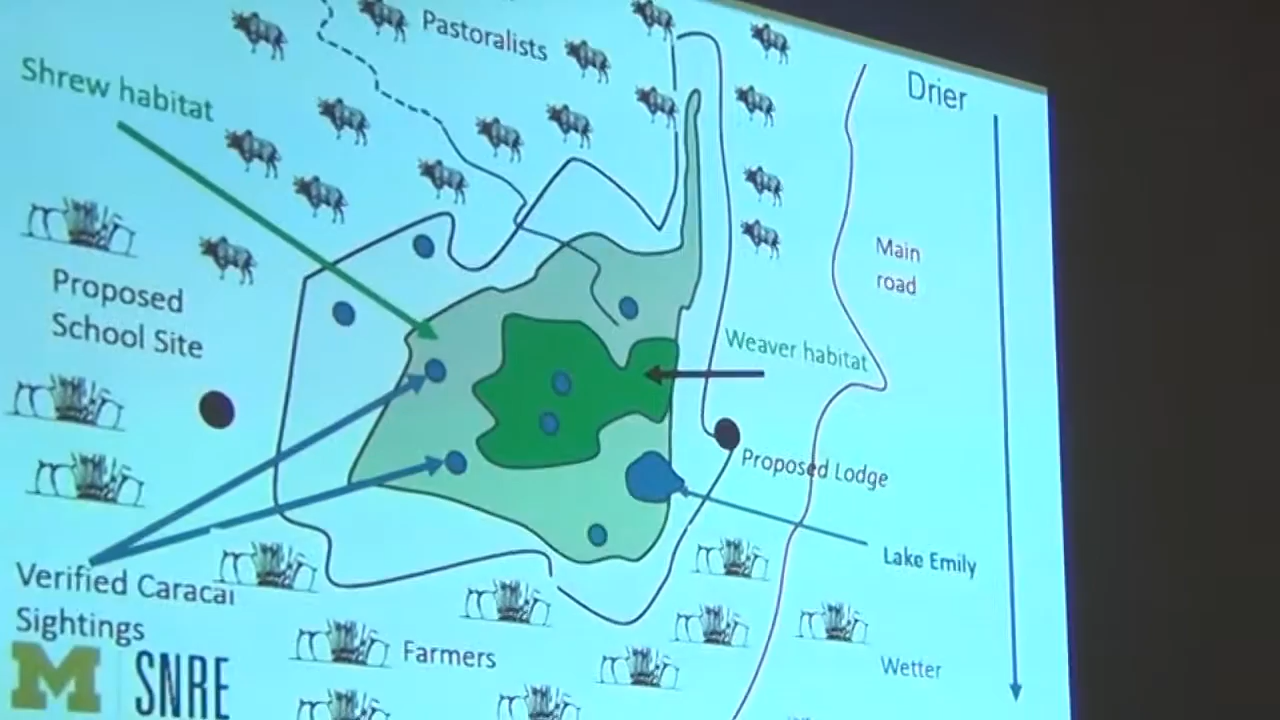 Pastoralists
Drier
Shrew habitat
Main
road
Proposed
School Site
Weaver habitat
Proposed Lodge
Lake Emily
Verified Caracal
Sightings
Farmers
Wetter
M
SNRE